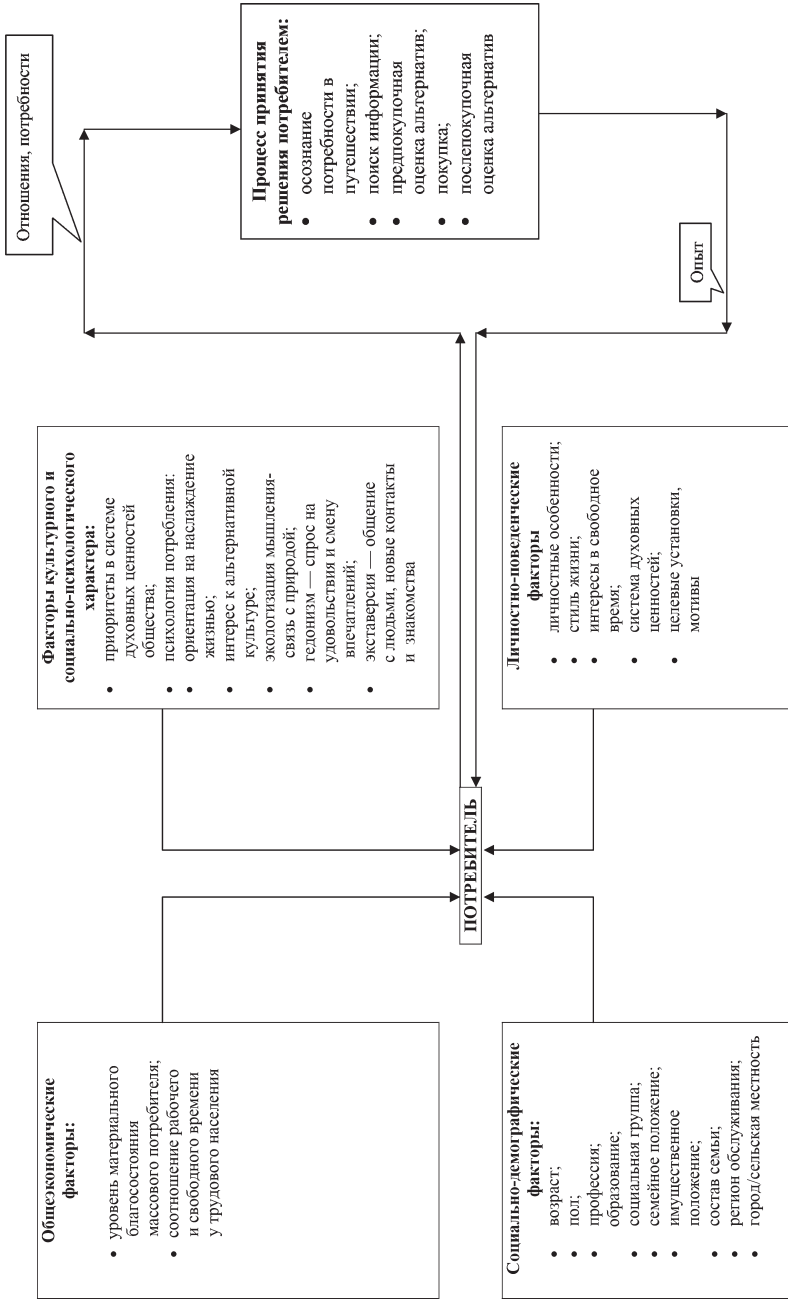 Общеэкономические
факторы:
• уровень материального
благосостояния
массового потребителя;
• соотношение рабочего
и свободного времени
у трудового населения
Факторы культурного и
социально-психологического
характера:
• приоритеты в системе
духовных ценностей
общества;
• психология потребления:
• ориентация на наслаждение
жизнью;
• интерес к альтернативной
культуре;
• экологизация мышления-
связь с природой;
• гедонизм — спрос на
удовольствия и смену
впечатлений;
• экставерсия — общение
с людьми, новые контакты
и знакомства
Отношения, потребности
ПОТРЕБИТЕЛЬ
Процесс принятия
решения потребителем:
• осознание
потребности в
путешествии;
• поиск информации;
• предпокупочная
оценка альтернатив;
• покупка;
• послепокупочная
оценка альтернатив
Опыт
Социально-демографические
факторы:
• возраст;
• пол;
• профессия;
образование;
• социальная группа;
• семейное положение;
• имущественное
положение;
• состав семьи;
• регион обслуживания;
• город/сельская местность
Личностно-поведенческие
факторы
• личностные особенности;
• стиль жизни;
• интересы в свободное
время;
• система духовных
ценностей;
• целевые установки,
мотивы